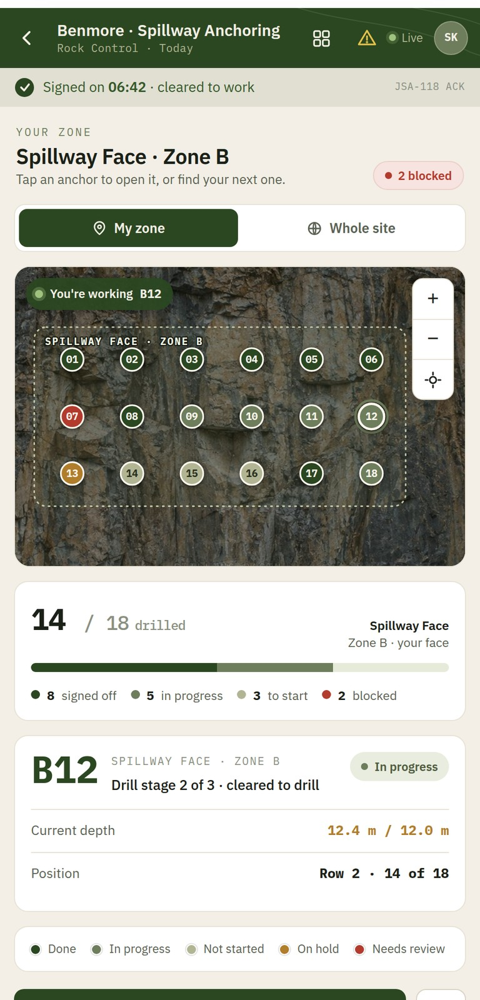 Benmore · Spillway Anchoring
Rock Control · Today
Live
SK
Signed on 06:42 · cleared to work
JSA-118 ACK
YOUR ZONE
Spillway Face · Zone B
Tap an anchor to open it, or find your next one.
2 blocked
My zone
Whole site
You're working B12
+
−
SPILLWAY FACE · ZONE B
01 02 03 04 05 06
07 08 09 10 11 12
13 14 15 16 17 18
14 / 18 drilled
Spillway Face
Zone B · your face
8 signed off 5 in progress 3 to start 2 blocked
B12
SPILLWAY FACE · ZONE B
Drill stage 2 of 3 · cleared to drill
In progress
Current depth 12.4 m / 12.0 m
Position Row 2 · 14 of 18
Done In progress Not started On hold Needs review